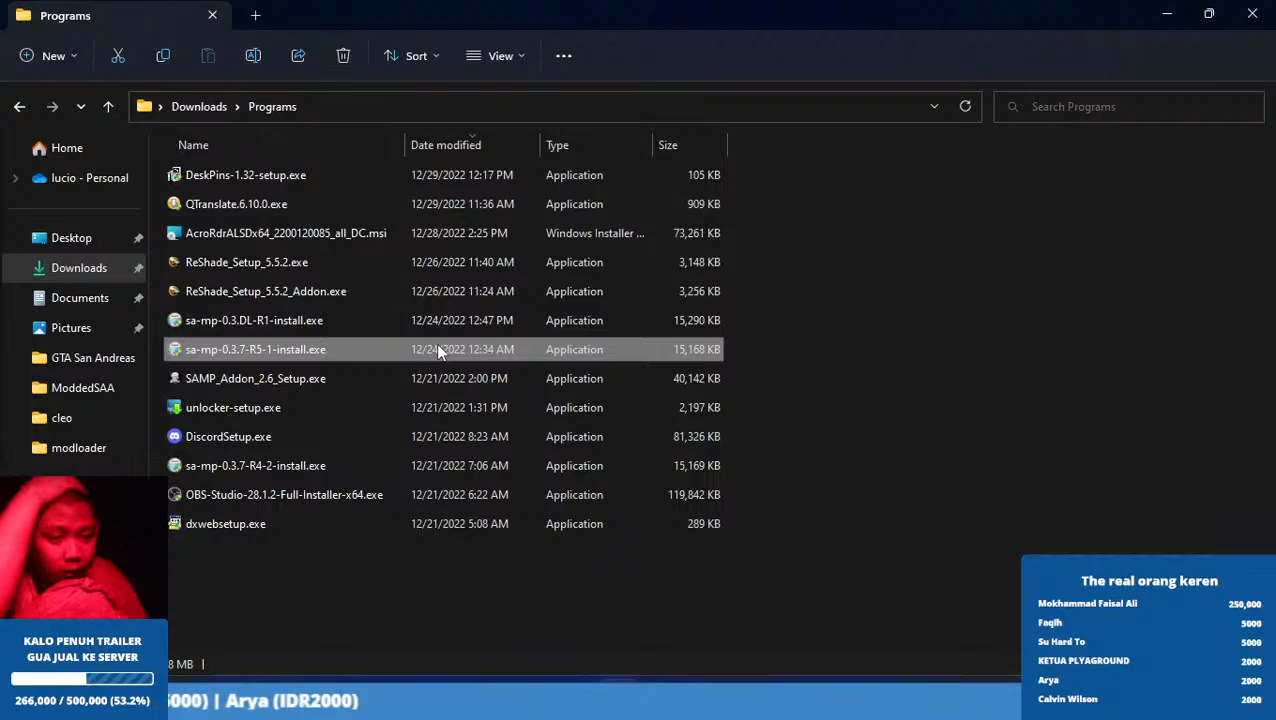 Programs
New
Sort
View
Downloads
Programs
Search Programs
Home
lucio - Personal
Desktop
Downloads
Documents
Pictures
GTA San Andreas
ModdedSAA
cleo
modloader
Name Date modified Type Size
DeskPins-1.32-setup.exe 12/29/2022 12:17 PM Application 105 KB
QTranslate.6.10.0.exe 12/29/2022 11:36 AM Application 909 KB
AcroRdrALSDx64_2200120085_all_DC.msi 12/28/2022 2:25 PM Windows Installer ... 73,261 KB
ReShade_Setup_5.5.2.exe 12/26/2022 11:40 AM Application 3,148 KB
ReShade_Setup_5.5.2_Addon.exe 12/26/2022 11:24 AM Application 3,256 KB
sa-mp-0.3.DL-R1-install.exe 12/24/2022 12:47 PM Application 15,290 KB
sa-mp-0.3.7-R5-1-install.exe 12/24/2022 12:34 AM Application 15,168 KB
SAMP_Addon_2.6_Setup.exe 12/21/2022 2:00 PM Application 40,142 KB
unlocker-setup.exe 12/21/2022 1:31 PM Application 2,197 KB
DiscordSetup.exe 12/21/2022 8:23 AM Application 81,326 KB
sa-mp-0.3.7-R4-2-install.exe 12/21/2022 7:06 AM Application 15,169 KB
OBS-Studio-28.1.2-Full-Installer-x64.exe 12/21/2022 6:22 AM Application 119,842 KB
dxwebsetup.exe 12/21/2022 5:08 AM Application 289 KB
8 MB
KALO PENUH TRAILER
GUA JUAL KE SERVER
266,000 / 500,000 (53.2%)
5000) | Arya (IDR2000)
The real orang keren
Mokhammad Faisal Ali 250,000
Faqih 5000
Su Hard To 5000
KETUA PLYAGROUND 2000
Arya 2000
Calvin Wilson 2000